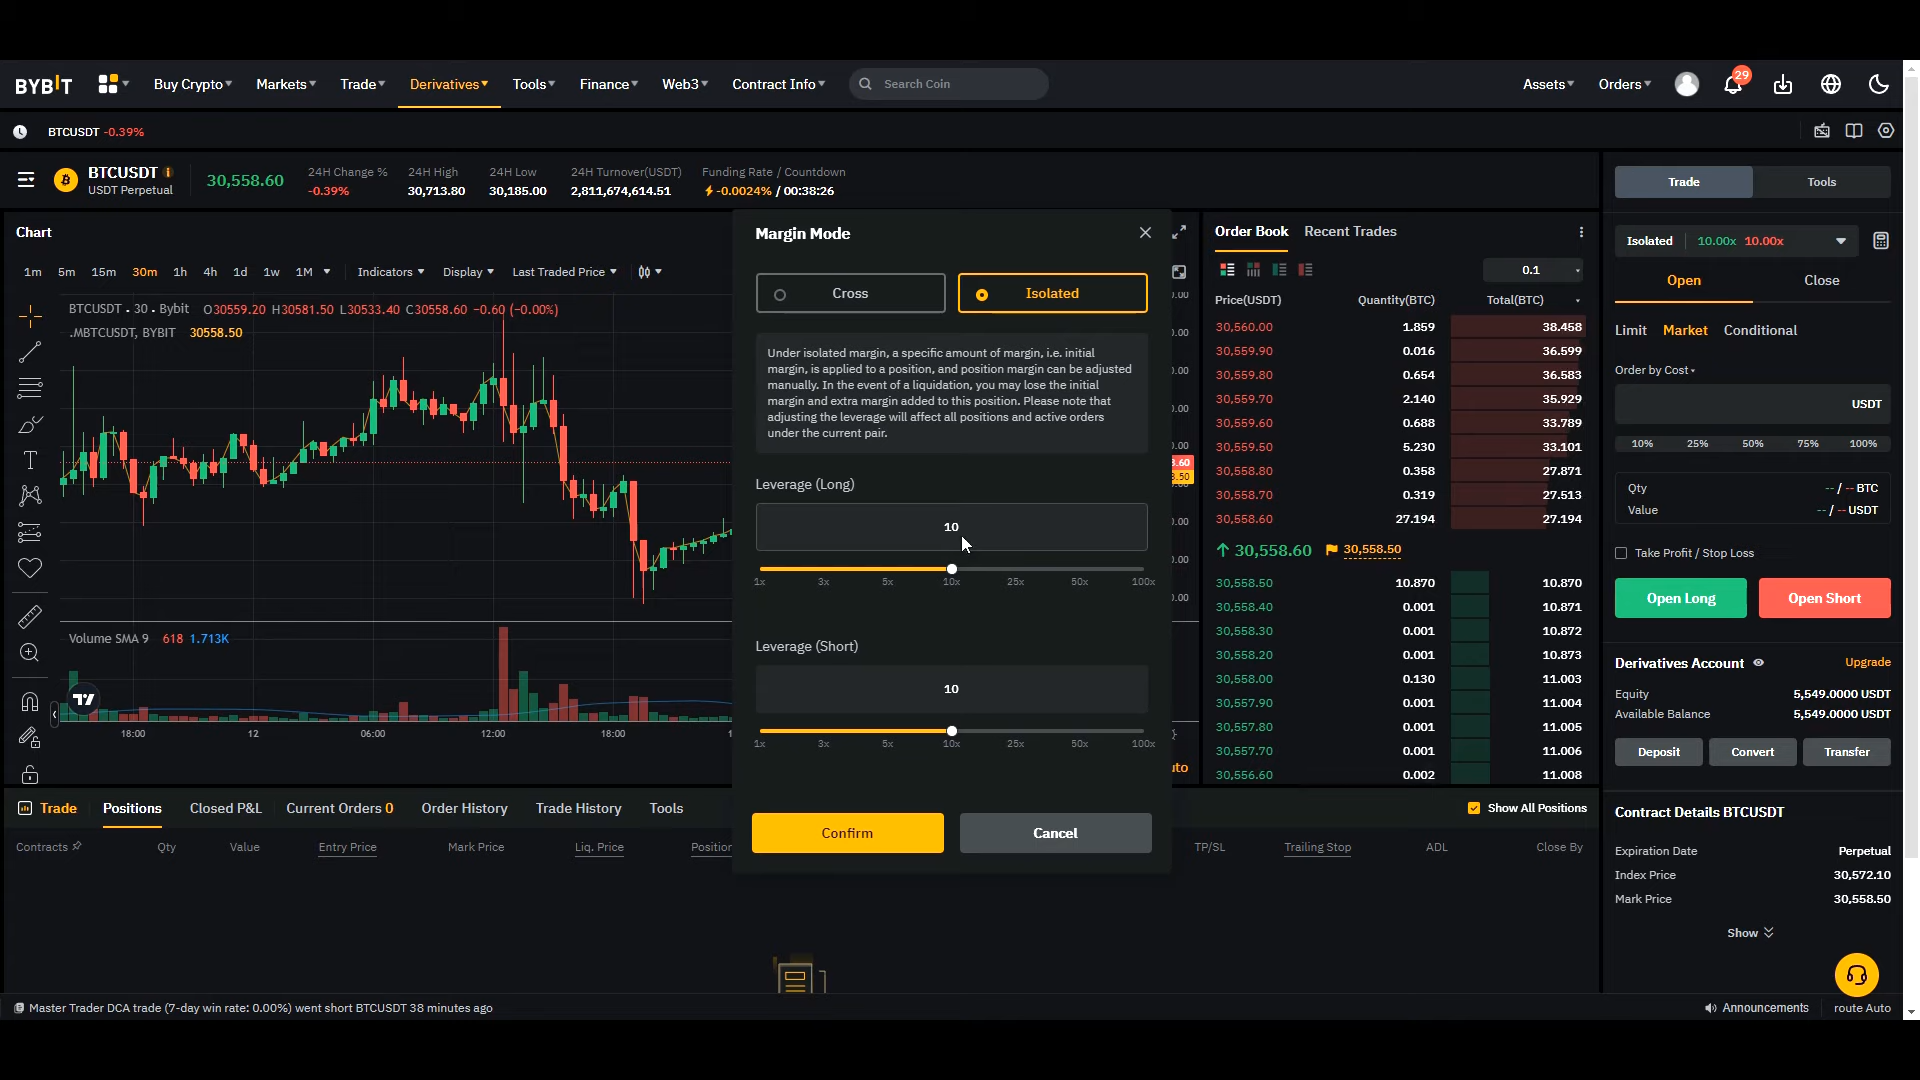 BYBIT Buy Crypto Markets Trade Derivatives Tools Finance Web3 Contract Info Search Coin Assets Orders 29
BTCUSDT -0.39%
BTCUSDT
USDT Perpetual
30,558.60
24H Change %
-0.39%
24H High
30,713.80
24H Low
30,185.00
24H Turnover(USDT)
2,811,674,614.51
Funding Rate / Countdown
-0.0024% / 00:38:26
Chart
1m 5m 15m 30m 1h 4h 1d 1w 1M Indicators Display Last Traded Price
BTCUSDT . 30 . Bybit O30559.20 H30581.50 L30533.40 C30558.60 -0.60 (-0.00%)
.MBTCUSDT, BYBIT 30558.50
Volume SMA 9 618 1.713K
18:00 12 06:00 12:00 18:00
Margin Mode
Cross Isolated
Under isolated margin, a specific amount of margin, i.e. initial
margin, is applied to a position, and position margin can be adjusted
manually. In the event of a liquidation, you may lose the initial
margin and extra margin added to this position. Please note that
adjusting the leverage will affect all positions and active orders
under the current pair.
Leverage (Long)
10
1x 3x 5x 10x 25x 50x 100x
Leverage (Short)
10
1x 3x 5x 10x 25x 50x 100x
Confirm Cancel
Order Book Recent Trades
0.1
Price(USDT) Quantity(BTC) Total(BTC)
30,560.00 1.859 38.458
30,559.90 0.016 36.599
30,559.80 0.654 36.583
30,559.70 2.140 35.929
30,559.60 0.688 33.789
30,559.50 5.230 33.101
30,558.80 0.358 27.871
30,558.70 0.319 27.513
30,558.60 27.194 27.194
30,558.60 30,558.50
30,558.50 10.870 10.870
30,558.40 0.001 10.871
30,558.30 0.001 10.872
30,558.20 0.001 10.873
30,558.00 0.130 11.003
30,557.90 0.001 11.004
30,557.80 0.001 11.005
30,557.70 0.001 11.006
30,556.60 0.002 11.008
Trade Tools
Isolated 10.00x 10.00x
Open Close
Limit Market Conditional
Order by Cost
USDT
10% 25% 50% 75% 100%
Qty -- / -- BTC
Value -- / -- USDT
Take Profit / Stop Loss
Open Long Open Short
Derivatives Account Upgrade
Equity 5,549.0000 USDT
Available Balance 5,549.0000 USDT
Deposit Convert Transfer
Contract Details BTCUSDT
Expiration Date Perpetual
Index Price 30,572.10
Mark Price 30,558.50
Show
Trade Positions Closed P&L Current Orders 0 Order History Trade History Tools Show All Positions
Contracts Qty Value Entry Price Mark Price Liq. Price Position TP/SL Trailing Stop ADL Close By
Master Trader DCA trade (7-day win rate: 0.00%) went short BTCUSDT 38 minutes ago Announcements route Auto